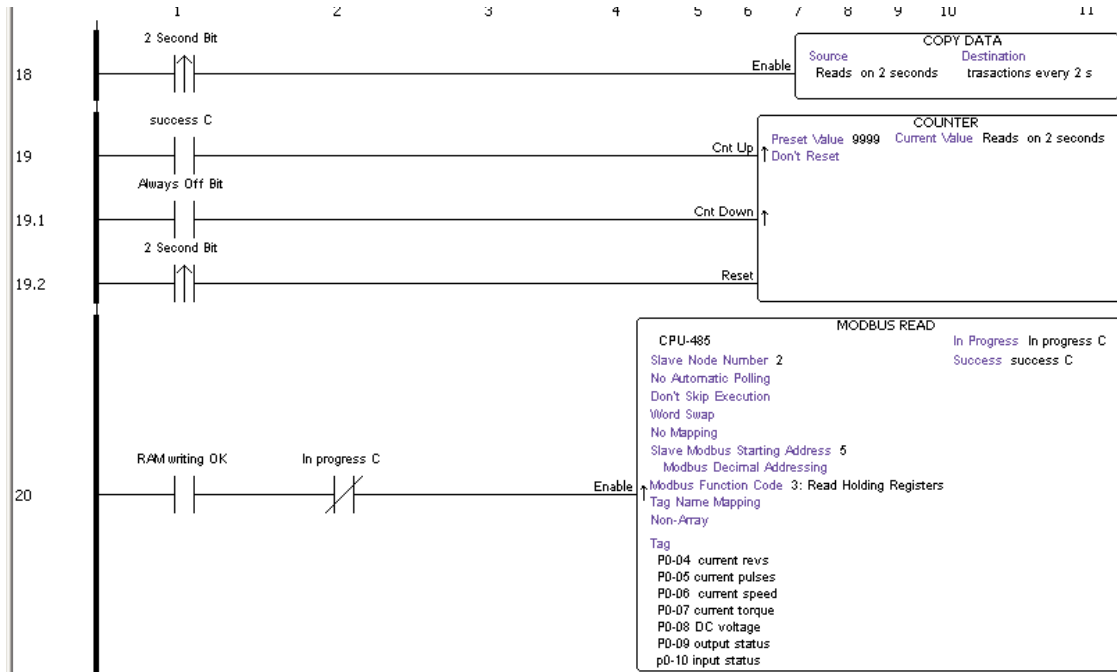 1 2 3 4 5 6 7 8 9 10 11
18
2 Second Bit
Enable
COPY DATA
Source Destination
Reads on 2 seconds trasactions every 2 s
19
success C
Cnt Up
COUNTER
Preset Value 9999 Current Value Reads on 2 seconds
Don't Reset
19.1
Always Off Bit
Cnt Down
19.2
2 Second Bit
Reset
20
RAM writing OK In progress C
Enable
MODBUS READ
CPU-485 In Progress In progress C
Slave Node Number 2 Success success C
No Automatic Polling
Don't Skip Execution
Word Swap
No Mapping
Slave Modbus Starting Address 5
Modbus Decimal Addressing
Modbus Function Code 3: Read Holding Registers
Tag Name Mapping
Non-Array
Tag
P0-04 current revs
P0-05 current pulses
P0-06 current speed
P0-07 current torque
P0-08 DC voltage
P0-09 output status
p0-10 input status